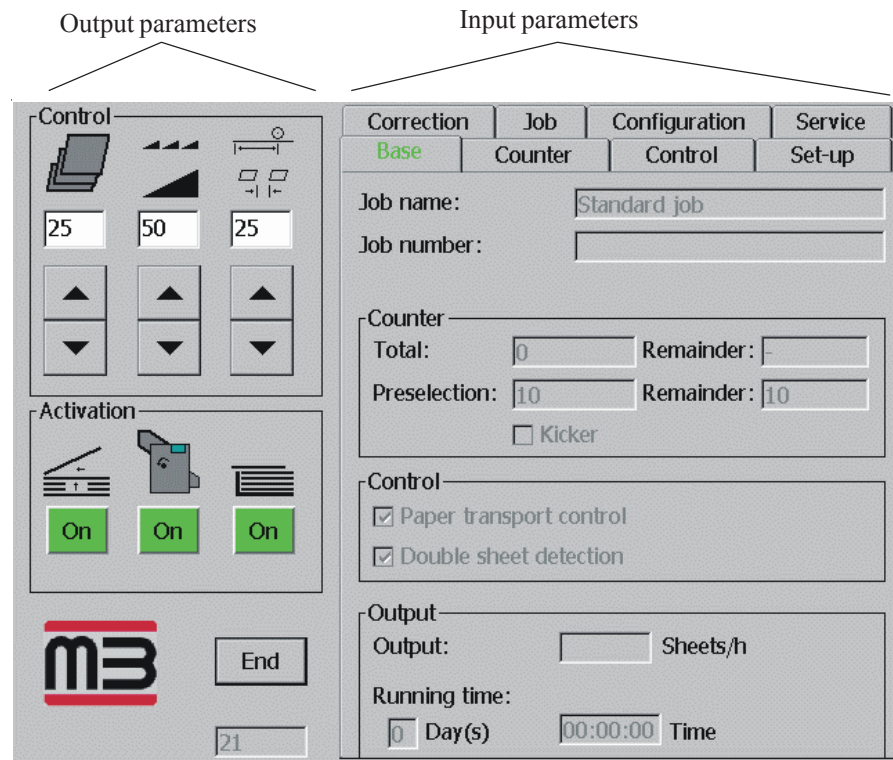 Output parameters
Input parameters
Control
25
50
25
Activation
On
On
On
End
21
Correction
Job
Configuration
Service
Base
Counter
Control
Set-up
Job name: Standard job
Job number:
Counter
Total: 0 Remainder: -
Preselection: 10 Remainder: 10
Kicker
Control
Paper transport control
Double sheet detection
Output
Output: Sheets/h
Running time:
0 Day(s) 00:00:00 Time